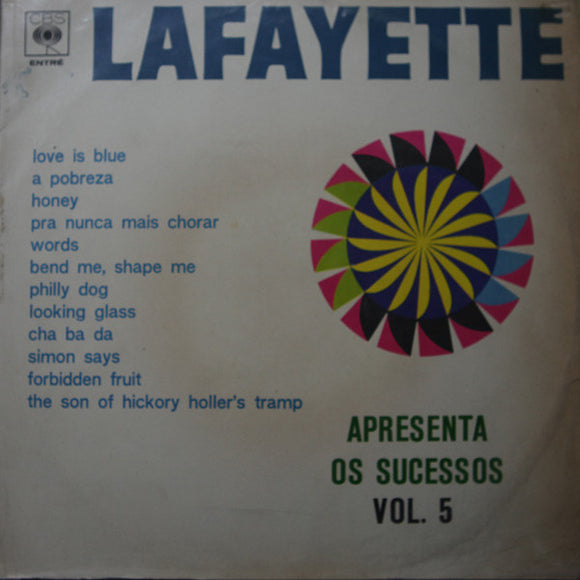 CBS
ENTRÉ
LAFAYETTE
love is blue
a pobreza
honey
pra nunca mais chorar
words
bend me, shape me
philly dog
looking glass
cha ba da
simon says
forbidden fruit
the son of hickory holler's tramp
APRESENTA
OS SUCESSOS
VOL. 5